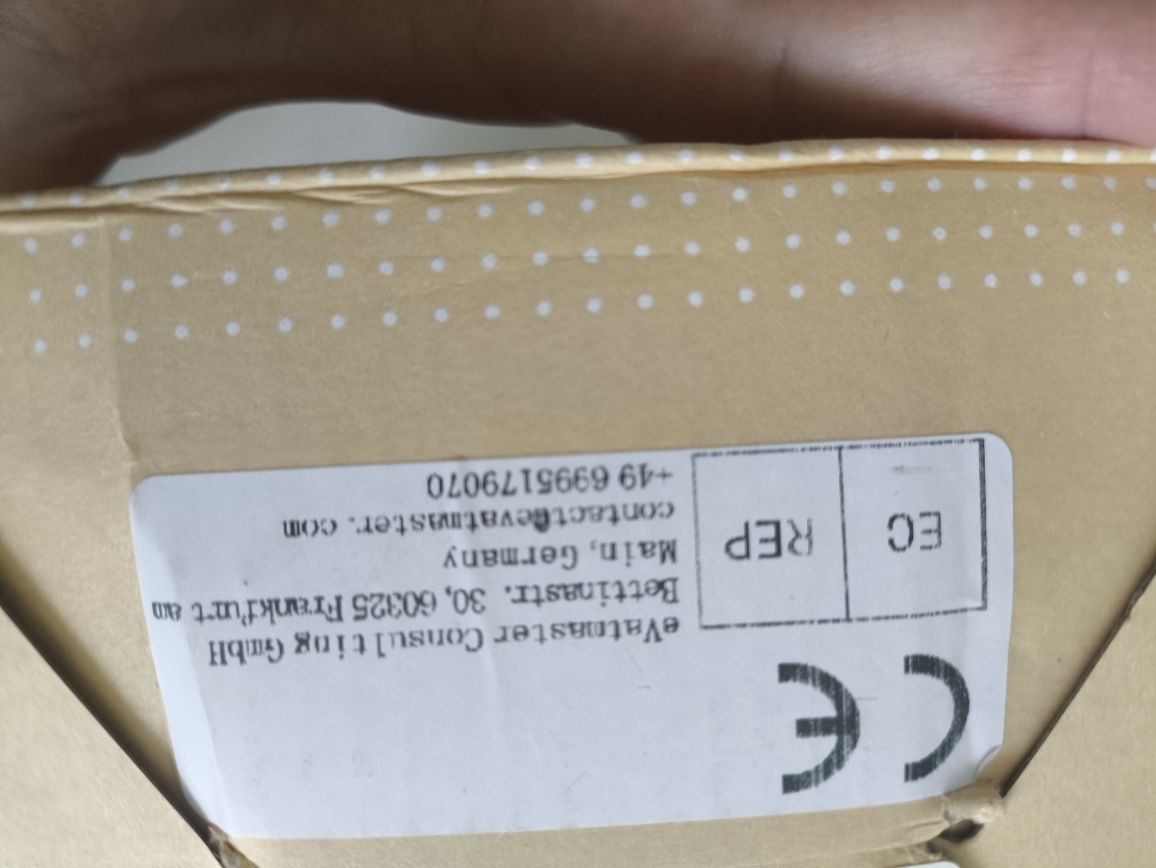 CE
eVatmaster Consulting GmbH
Bettinastr. 30, 60325 Frankfurt am
Main, Germany
contact@evatmaster.com
+49 6995179070
EC REP